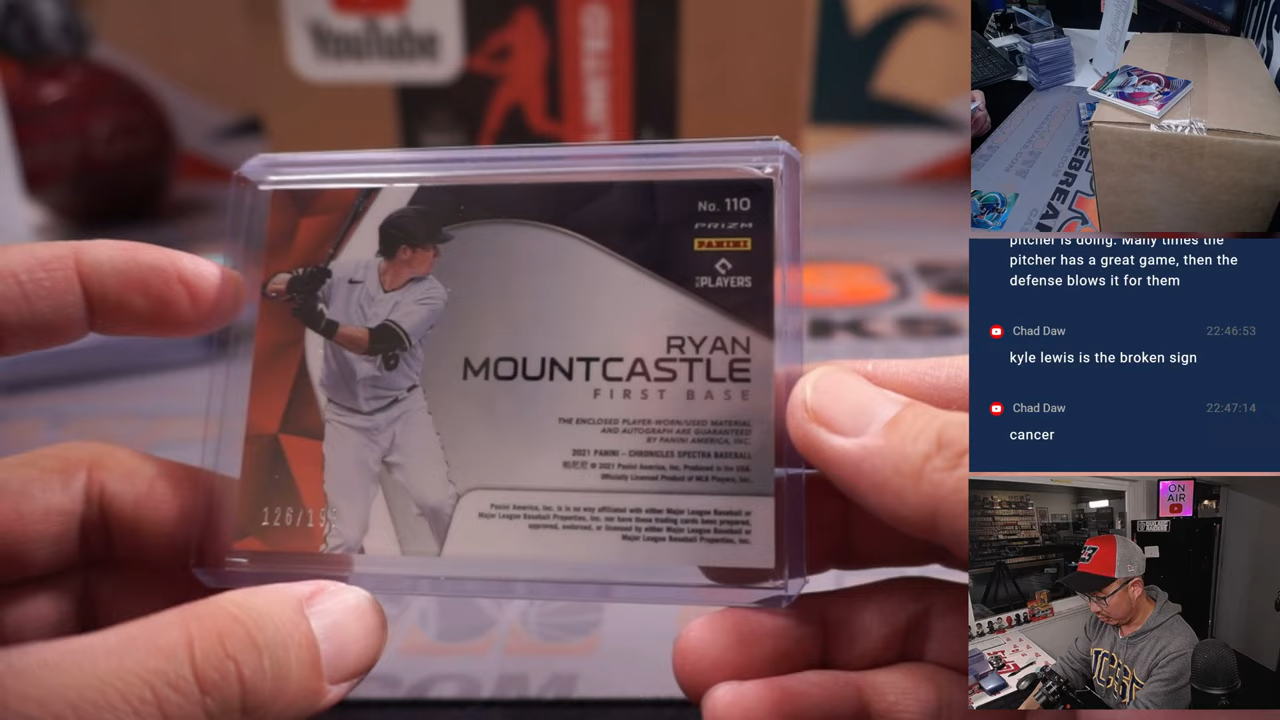 YouTube
LIMITED
No. 110
PRIZM
PANINI
PLAYERS
RYAN
MOUNTCASTLE
FIRST BASE
THE ENCLOSED PLAYER-WORN/USED MATERIAL
AND AUTOGRAPH ARE GUARANTEED
BY PANINI AMERICA, INC.
2021 PANINI – CHRONICLES SPECTRA BASEBALL
© 2021 Panini America, Inc. Produced in the USA.
Officially Licensed Product of MLB Players, Inc.
Panini America, Inc. is in no way affiliated with either Major League Baseball or
Major League Baseball Properties, Inc. nor have these trading cards been prepared,
approved, endorsed, or licensed by either Major League Baseball or
Major League Baseball Properties, Inc.
126/199
.COM
pitcher is doing. Many times the
pitcher has a great game, then the
defense blows it for them
Chad Daw 22:46:53
kyle lewis is the broken sign
Chad Daw 22:47:14
cancer
ON
AIR
23